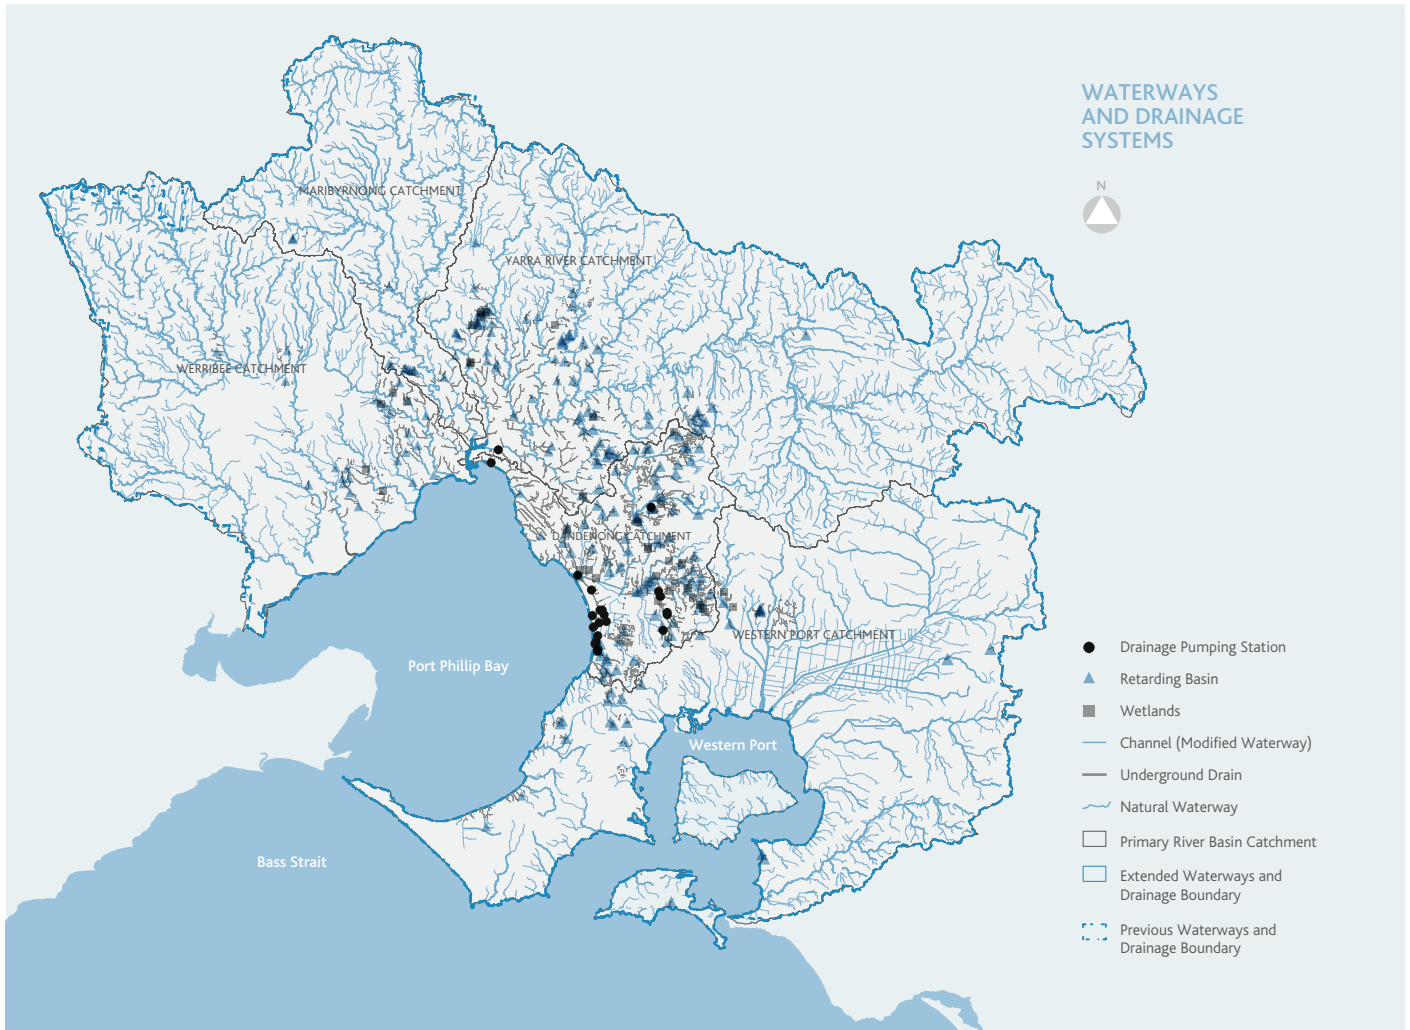 WATERWAYS
AND DRAINAGE
SYSTEMS
N
MARIBYRNONG CATCHMENT
YARRA RIVER CATCHMENT
WERRIBEE CATCHMENT
DANDENONG CATCHMENT
WESTERN PORT CATCHMENT
Port Phillip Bay
Western Port
Bass Strait
Drainage Pumping Station
Retarding Basin
Wetlands
Channel (Modified Waterway)
Underground Drain
Natural Waterway
Primary River Basin Catchment
Extended Waterways and
Drainage Boundary
Previous Waterways and
Drainage Boundary